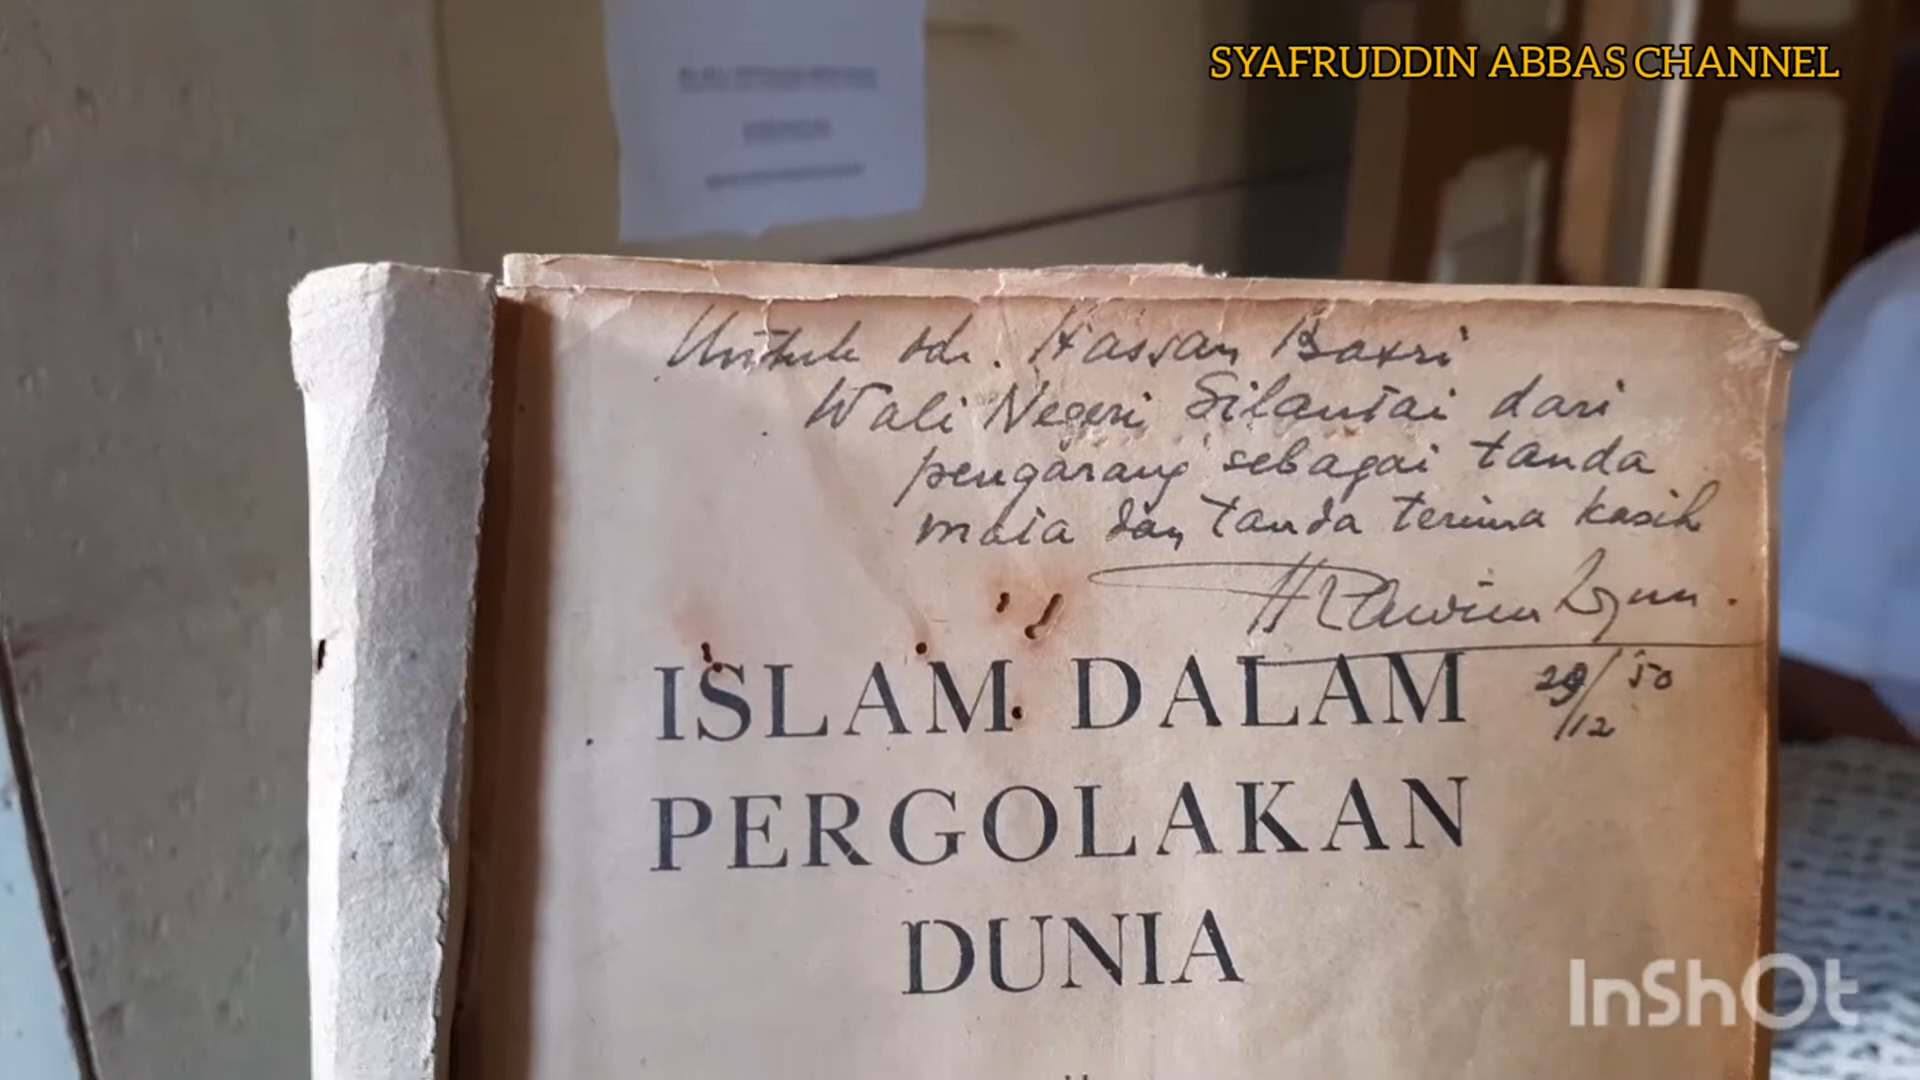 SYAFRUDDIN ABBAS CHANNEL
Untuk sdr. Hassan Basri
Wali Negeri Silantai dari
pengarang sebagai tanda
mata dan tanda terima kasih
29/12 '50
ISLAM DALAM
PERGOLAKAN
DUNIA
InShOt